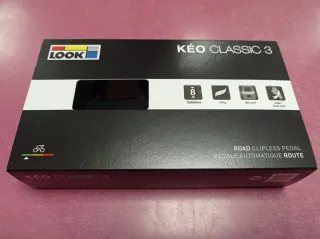 LOOK
KÉO CLASSIC 3
ROAD CLIPLESS PEDAL
PÉDALE AUTOMATIQUE ROUTE
KÉO CLASSIC 3